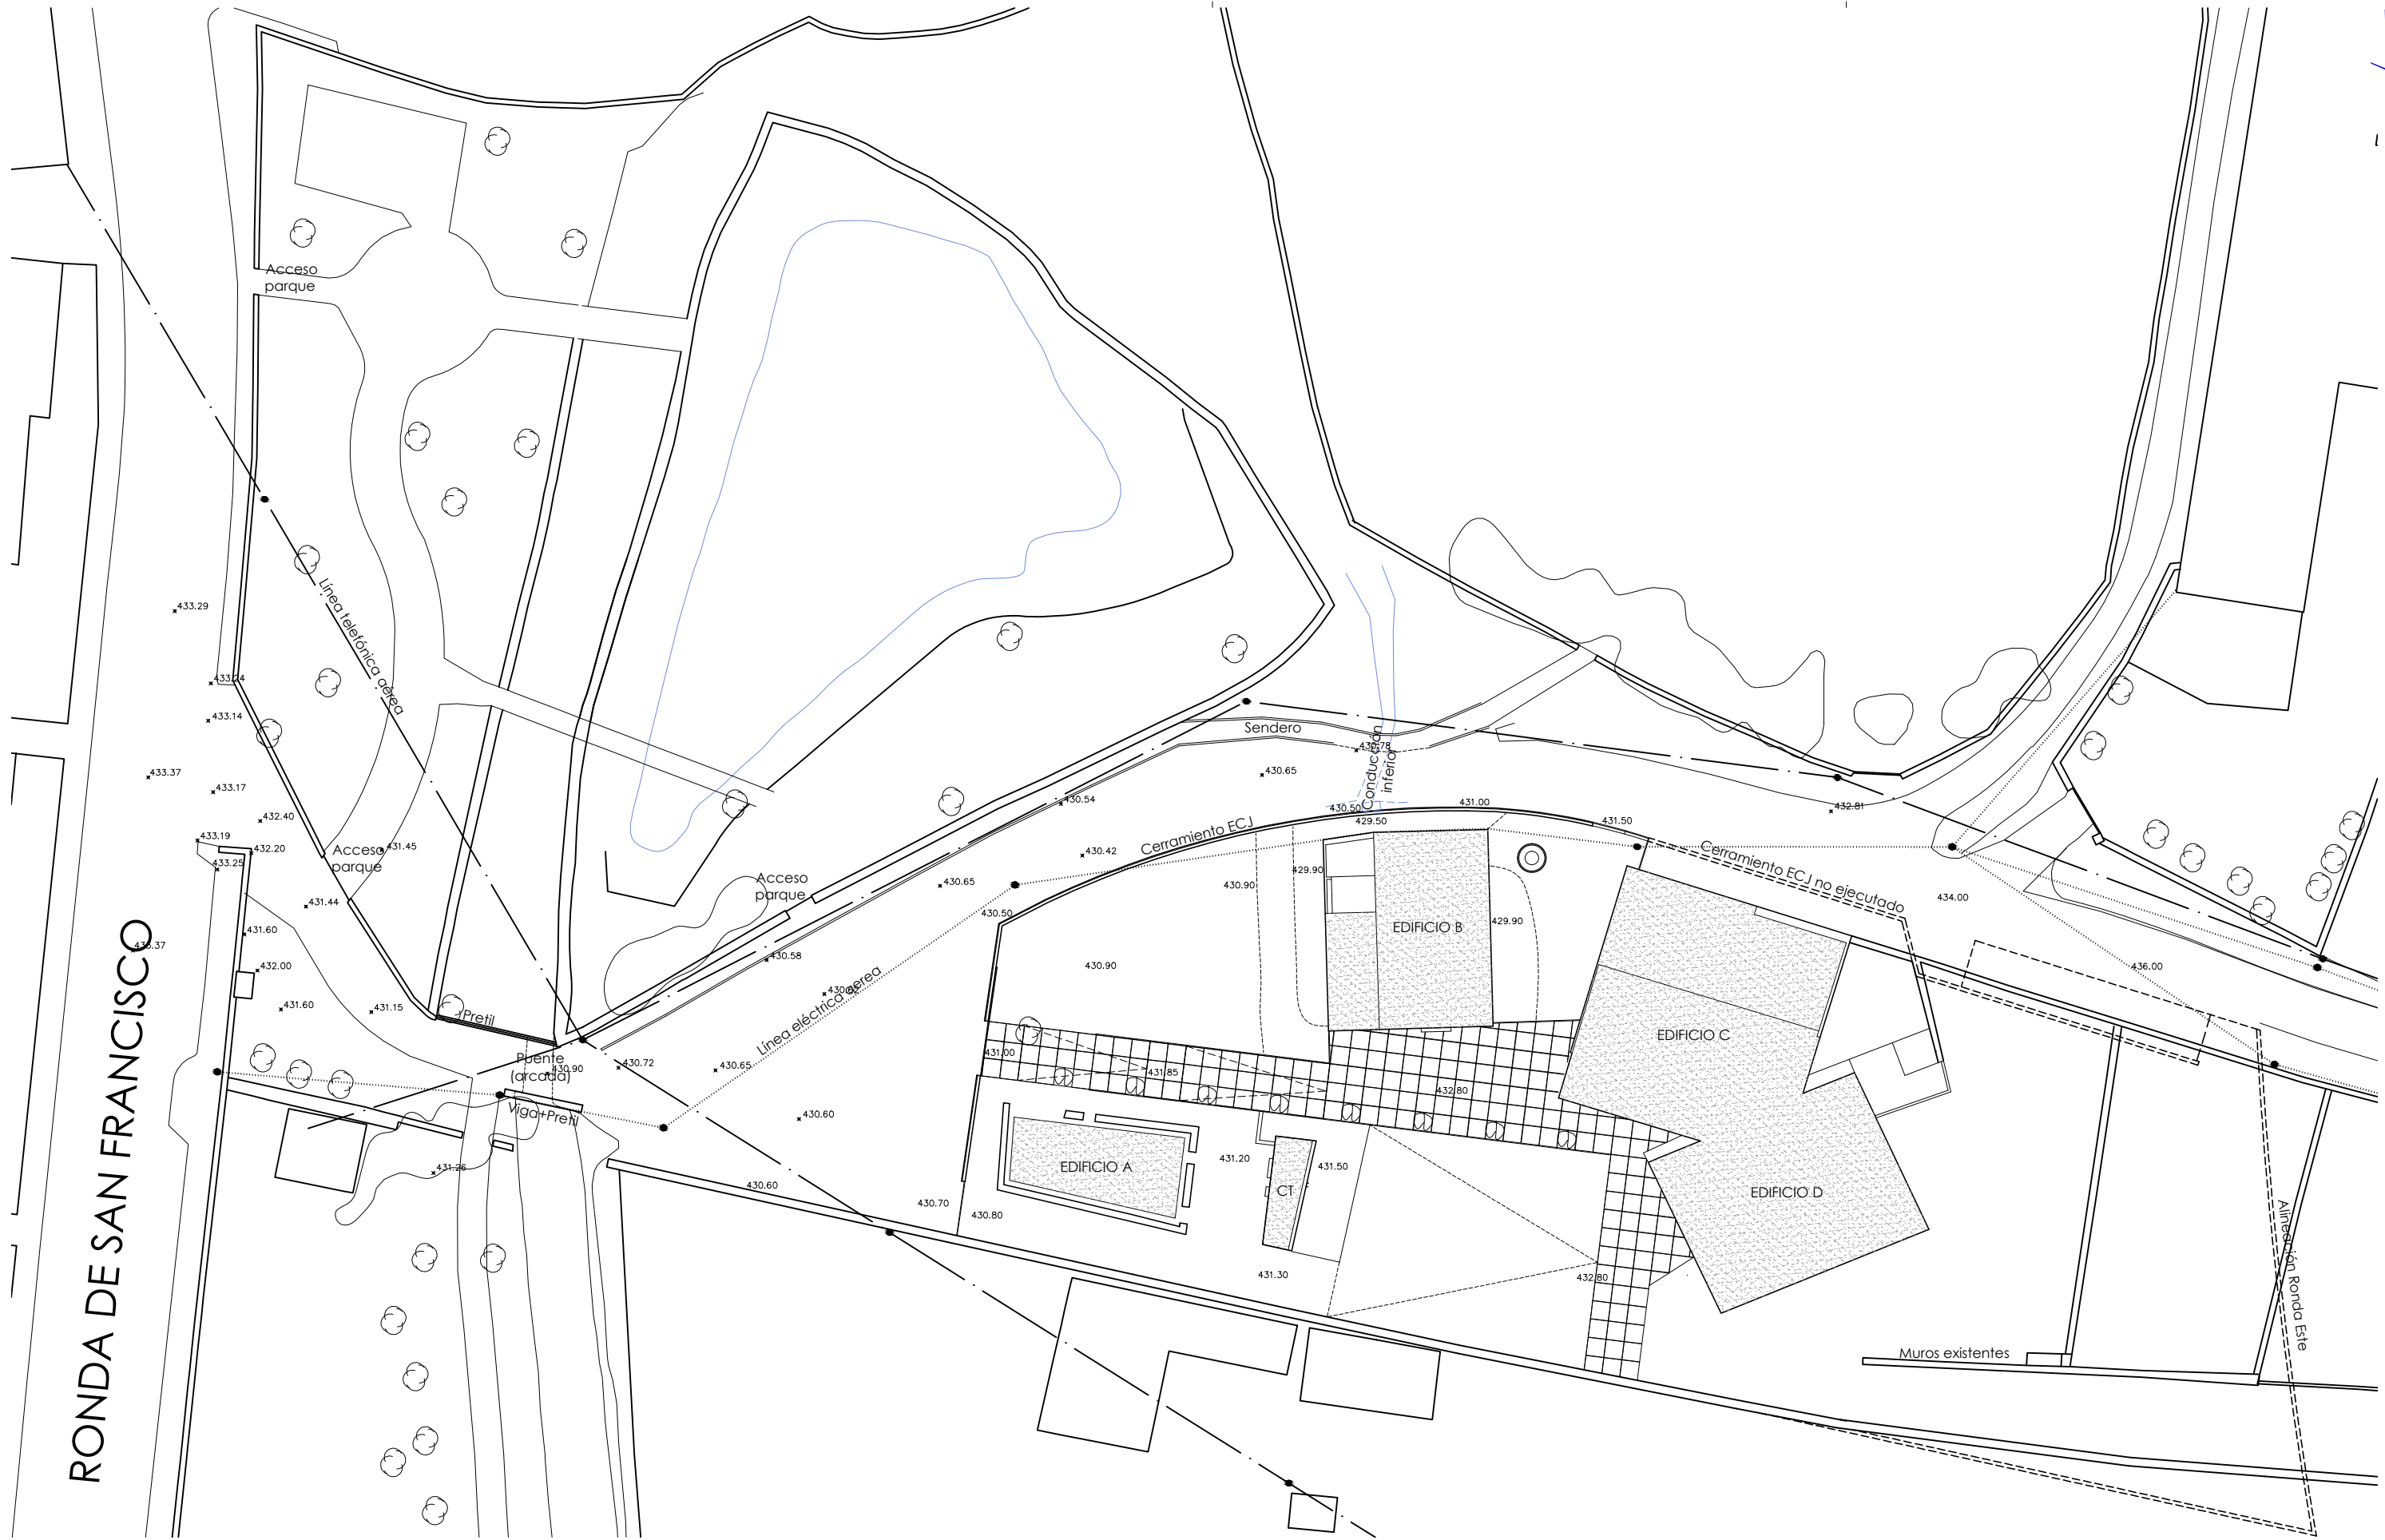 Acceso
parque
433.29
Línea telefónica aérea
433.24
433.14
433.37
433.17
432.40
433.19
432.20
433.25
Acceso
parque
431.45
431.44
431.60
432.00
431.60
431.15
Pretil
Puente
(arcada)
430.90
Viga+Pretil
431.26
RONDA DE SAN FRANCISCO
Sendero
430.78
430.65
430.54
Conducción
inferior
430.50
431.00
429.50
431.50
432.81
Cerramiento ECJ
Cerramiento ECJ no ejecutado
430.42
430.65
Acceso
parque
430.58
Línea eléctrica aerea
430.72
430.65
430.60
430.60
430.50
430.90
429.90
430.90
EDIFICIO B
429.90
434.00
436.00
431.00
431.85
432.80
EDIFICIO C
EDIFICIO A
431.20
431.50
CT
EDIFICIO D
430.70
430.80
431.30
432.80
Muros existentes
Alineación Ronda Este